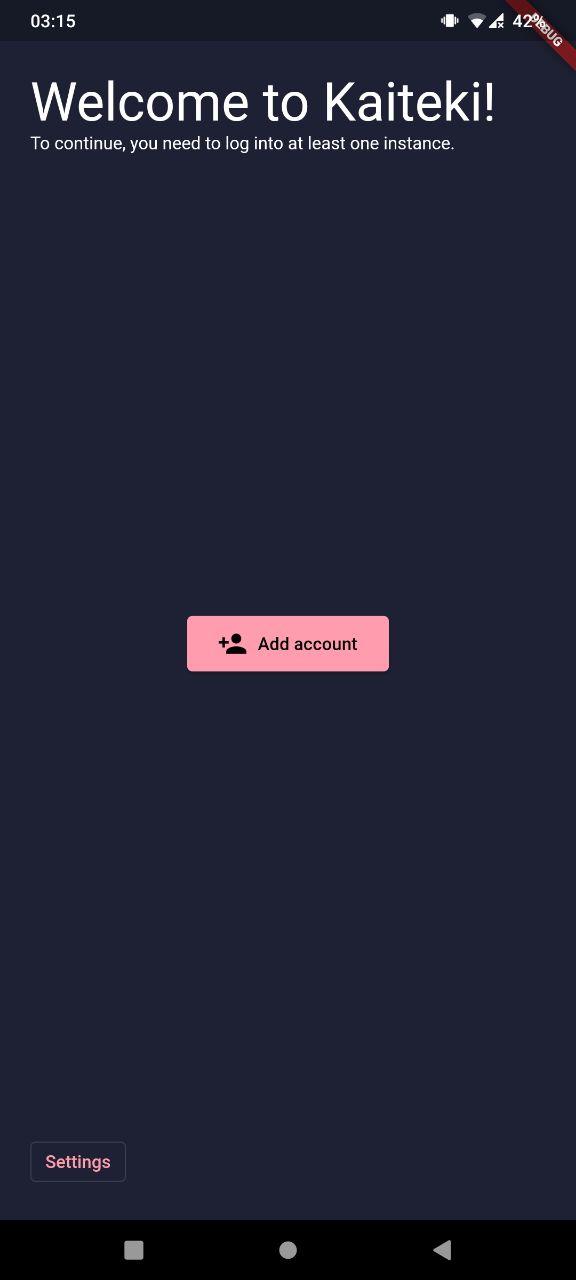 03:15
42%
DEBUG
Welcome to Kaiteki!
To continue, you need to log into at least one instance.
Add account
Settings